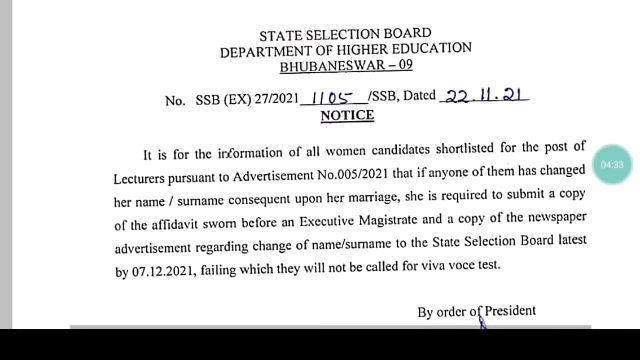 STATE SELECTION BOARD
DEPARTMENT OF HIGHER EDUCATION
BHUBANESWAR – 09
No. SSB (EX) 27/2021 1105 /SSB, Dated 22.11.21
NOTICE
It is for the information of all women candidates shortlisted for the post of
Lecturers pursuant to Advertisement No.005/2021 that if anyone of them has changed
her name / surname consequent upon her marriage, she is required to submit a copy
of the affidavit sworn before an Executive Magistrate and a copy of the newspaper
advertisement regarding change of name/surname to the State Selection Board latest
by 07.12.2021, failing which they will not be called for viva voce test.
By order of President
04:33